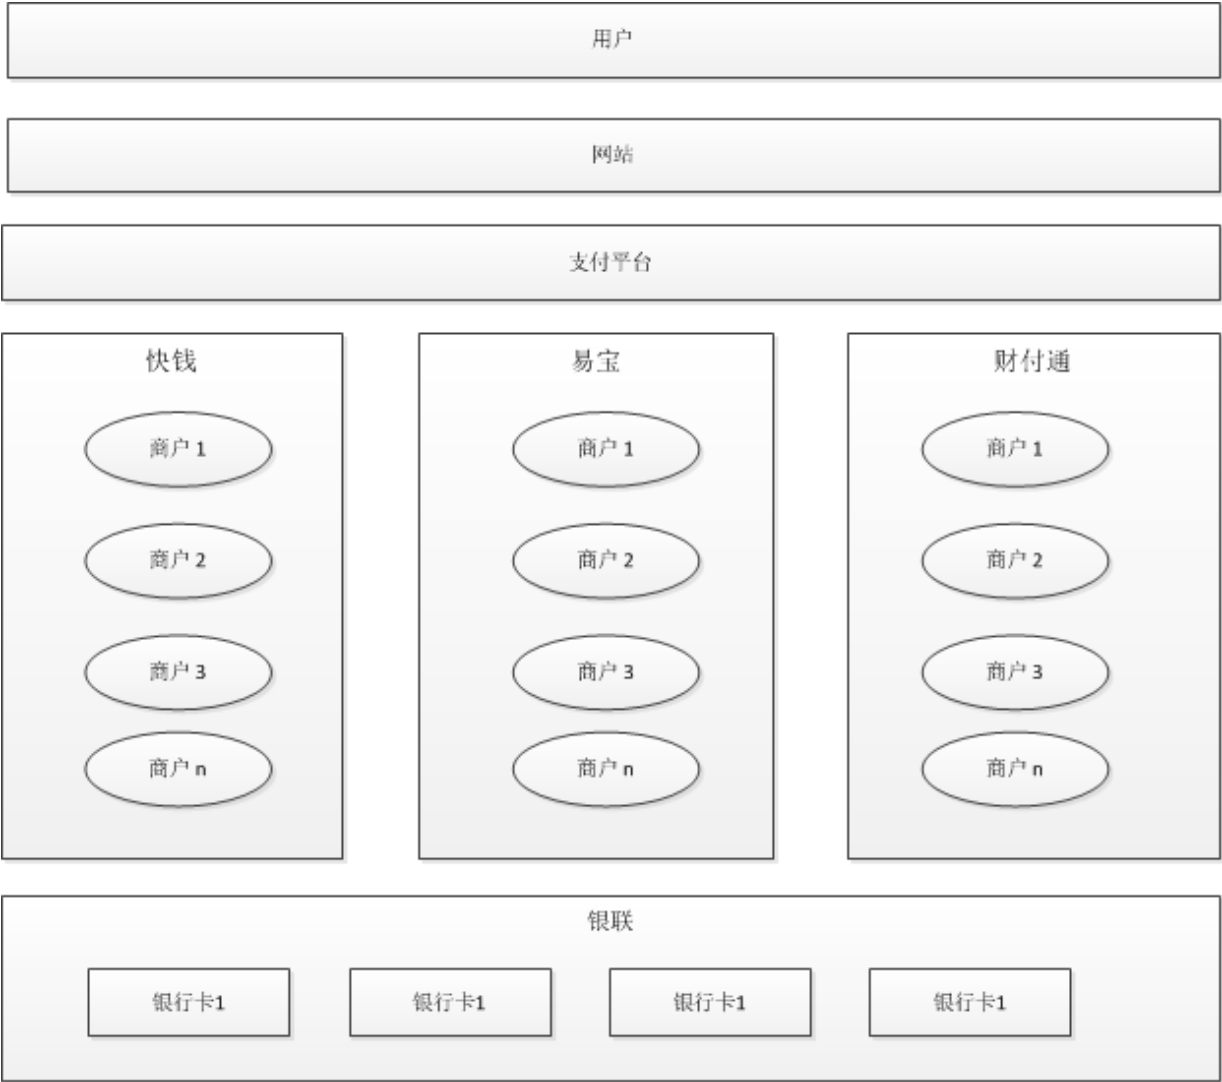 用户
网站
支付平台
快钱
商户 1
商户 2
商户 3
商户 n
易宝
商户 1
商户 2
商户 3
商户 n
财付通
商户 1
商户 2
商户 3
商户 n
银联
银行卡1
银行卡1
银行卡1
银行卡1